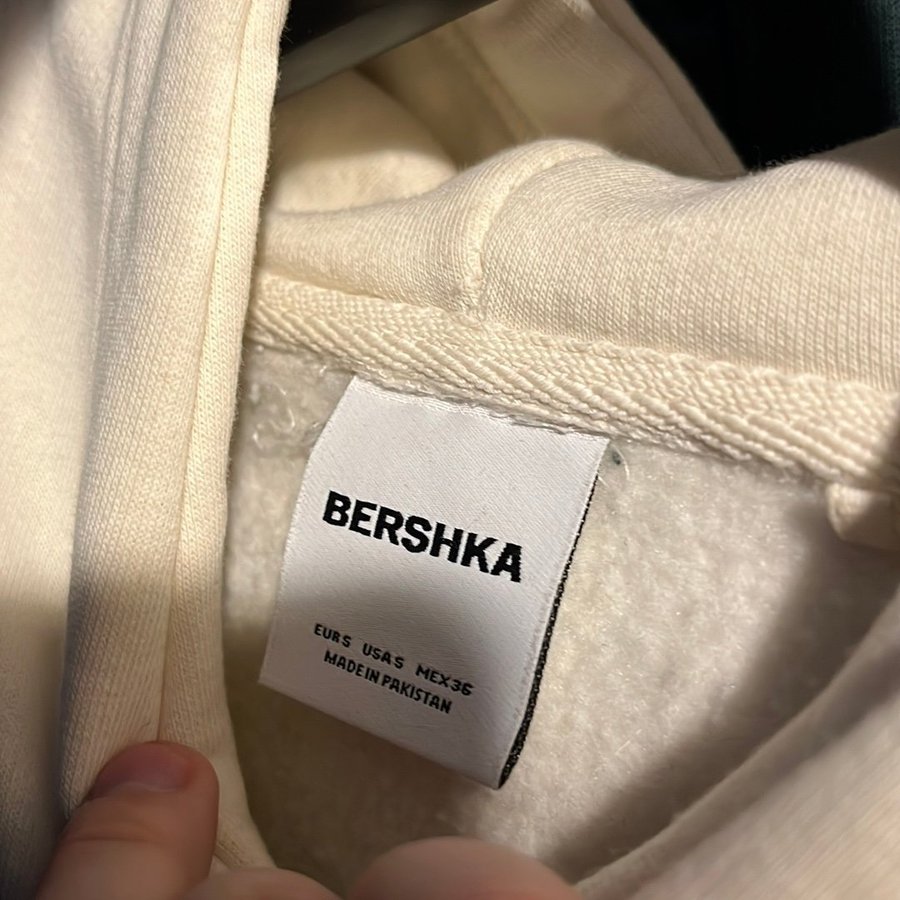 BERSHKA
EUR S USA S MEX 36
MADE IN PAKISTAN